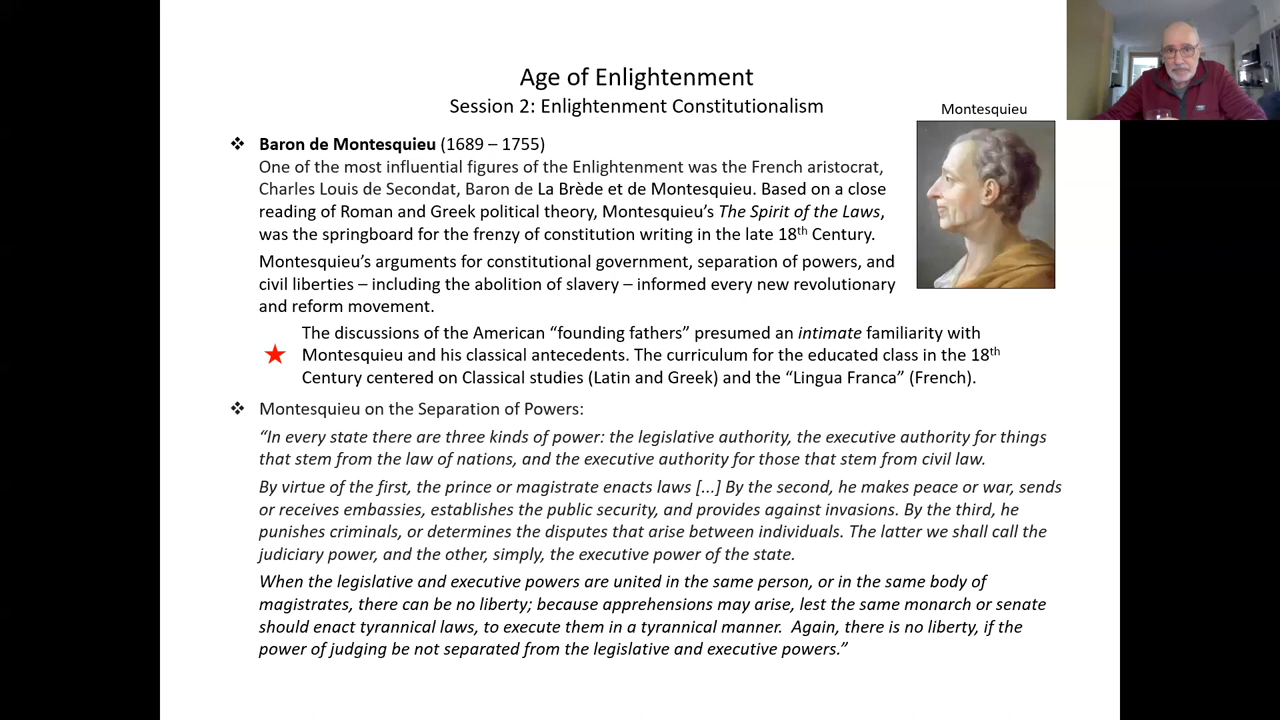 Age of Enlightenment
Session 2: Enlightenment Constitutionalism
Montesquieu
❖ Baron de Montesquieu (1689 – 1755)
One of the most influential figures of the Enlightenment was the French aristocrat,
Charles Louis de Secondat, Baron de La Brède et de Montesquieu. Based on a close
reading of Roman and Greek political theory, Montesquieu’s The Spirit of the Laws,
was the springboard for the frenzy of constitution writing in the late 18th Century.
Montesquieu’s arguments for constitutional government, separation of powers, and
civil liberties – including the abolition of slavery – informed every new revolutionary
and reform movement.
The discussions of the American “founding fathers” presumed an intimate familiarity with
Montesquieu and his classical antecedents. The curriculum for the educated class in the 18th
Century centered on Classical studies (Latin and Greek) and the “Lingua Franca” (French).
❖ Montesquieu on the Separation of Powers:
“In every state there are three kinds of power: the legislative authority, the executive authority for things
that stem from the law of nations, and the executive authority for those that stem from civil law.
By virtue of the first, the prince or magistrate enacts laws [...] By the second, he makes peace or war, sends
or receives embassies, establishes the public security, and provides against invasions. By the third, he
punishes criminals, or determines the disputes that arise between individuals. The latter we shall call the
judiciary power, and the other, simply, the executive power of the state.
When the legislative and executive powers are united in the same person, or in the same body of
magistrates, there can be no liberty; because apprehensions may arise, lest the same monarch or senate
should enact tyrannical laws, to execute them in a tyrannical manner.  Again, there is no liberty, if the
power of judging be not separated from the legislative and executive powers.”